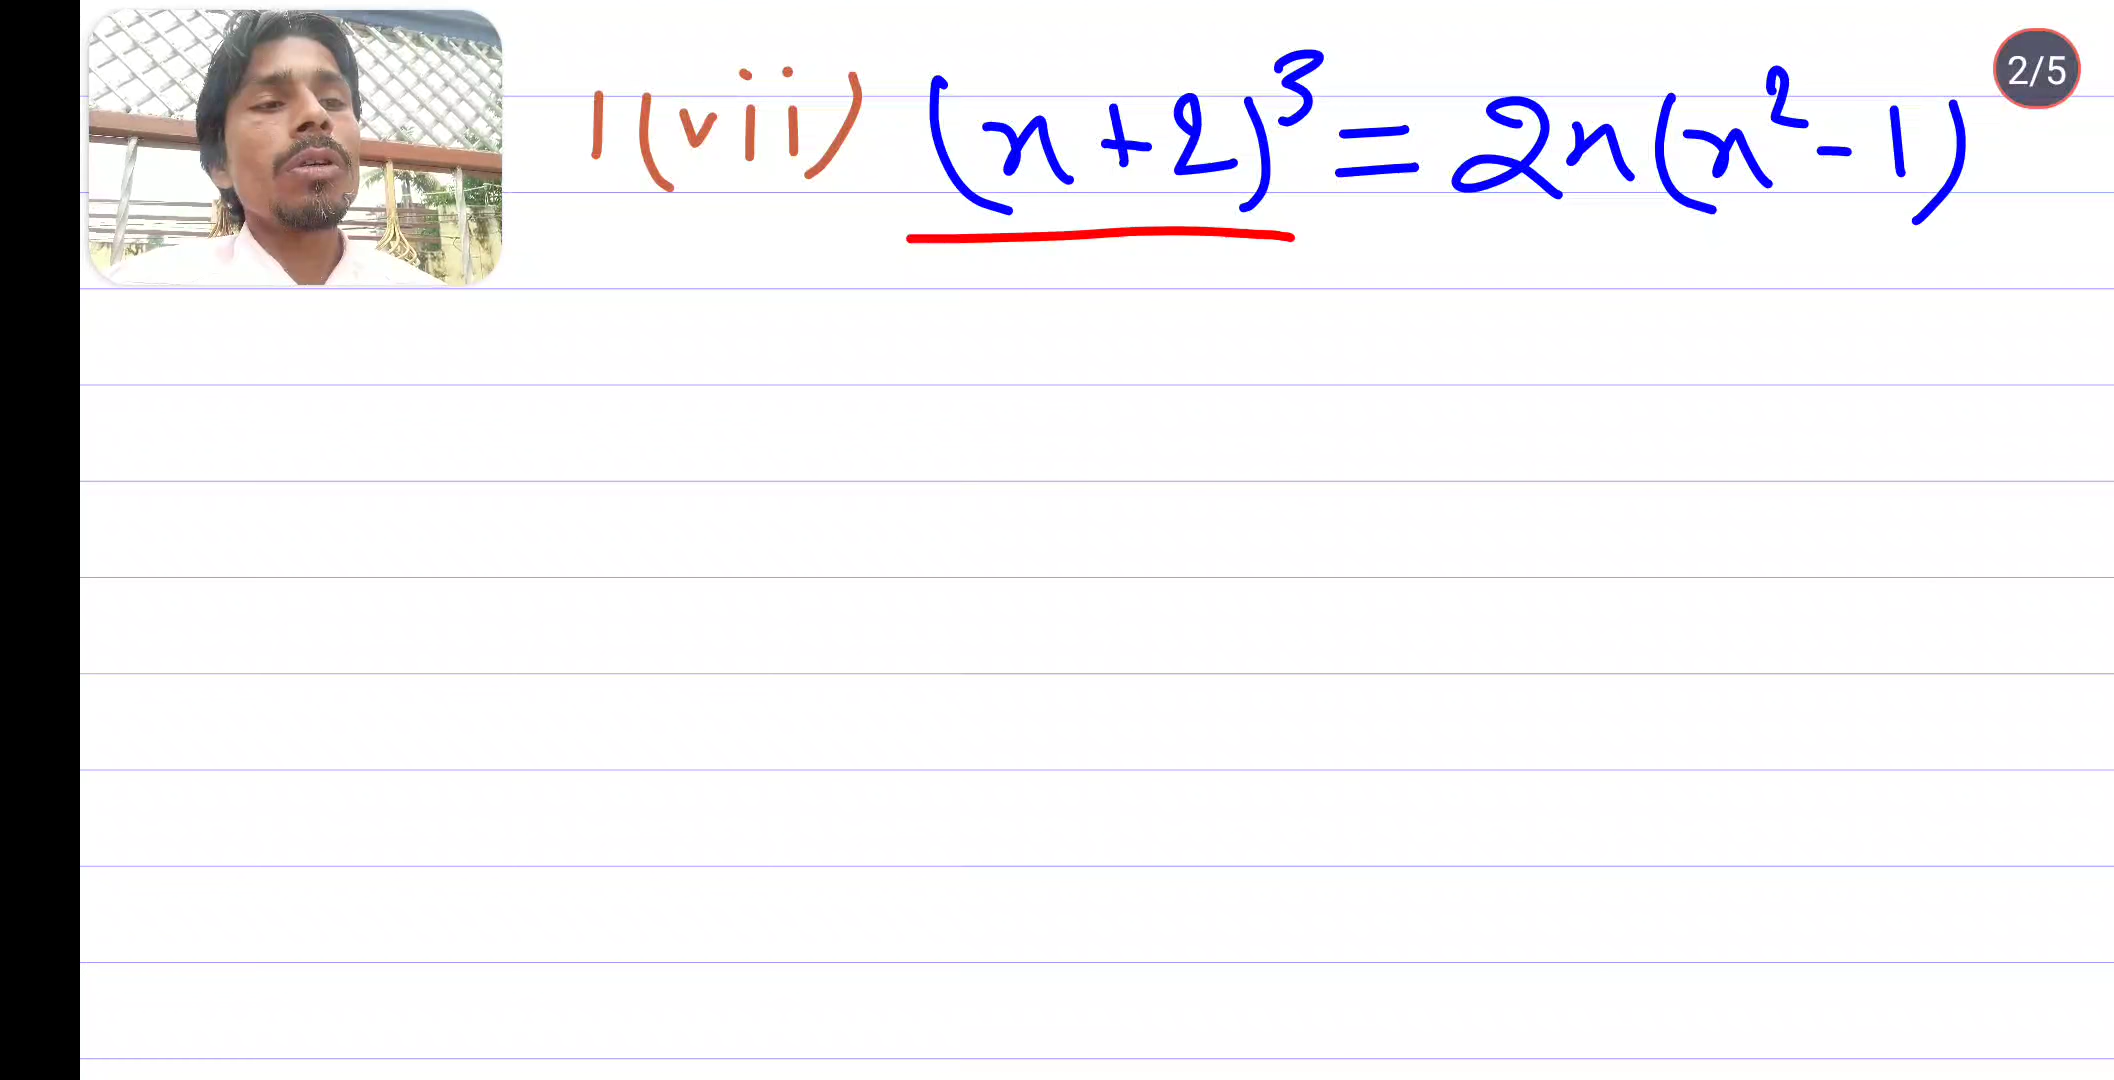 1(vii) (x+2)³ = 2x(x²-1)
2/5